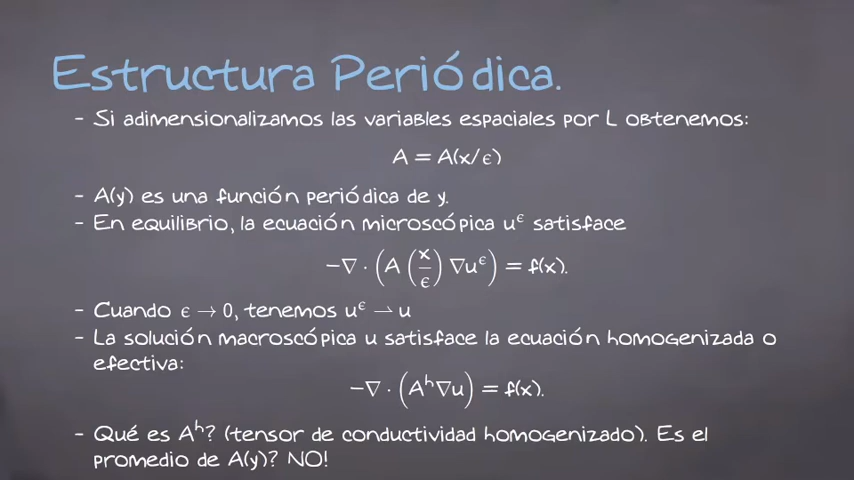 Estructura Periódica.
- Si adimensionalizamos las variables espaciales por L obtenemos:
A = A(x/ϵ)
- A(y) es una función periódica de y.
- En equilibrio, la ecuación microscópica u^ϵ satisface
−∇ · (A (x/ϵ) ∇u^ϵ) = f(x).
- Cuando ϵ → 0, tenemos u^ϵ ⇀ u
- La solución macroscópica u satisface la ecuación homogenizada o
efectiva:
−∇ · (A^h ∇u) = f(x).
- Qué es A^h? (tensor de conductividad homogenizado). Es el
promedio de A(y)? NO!